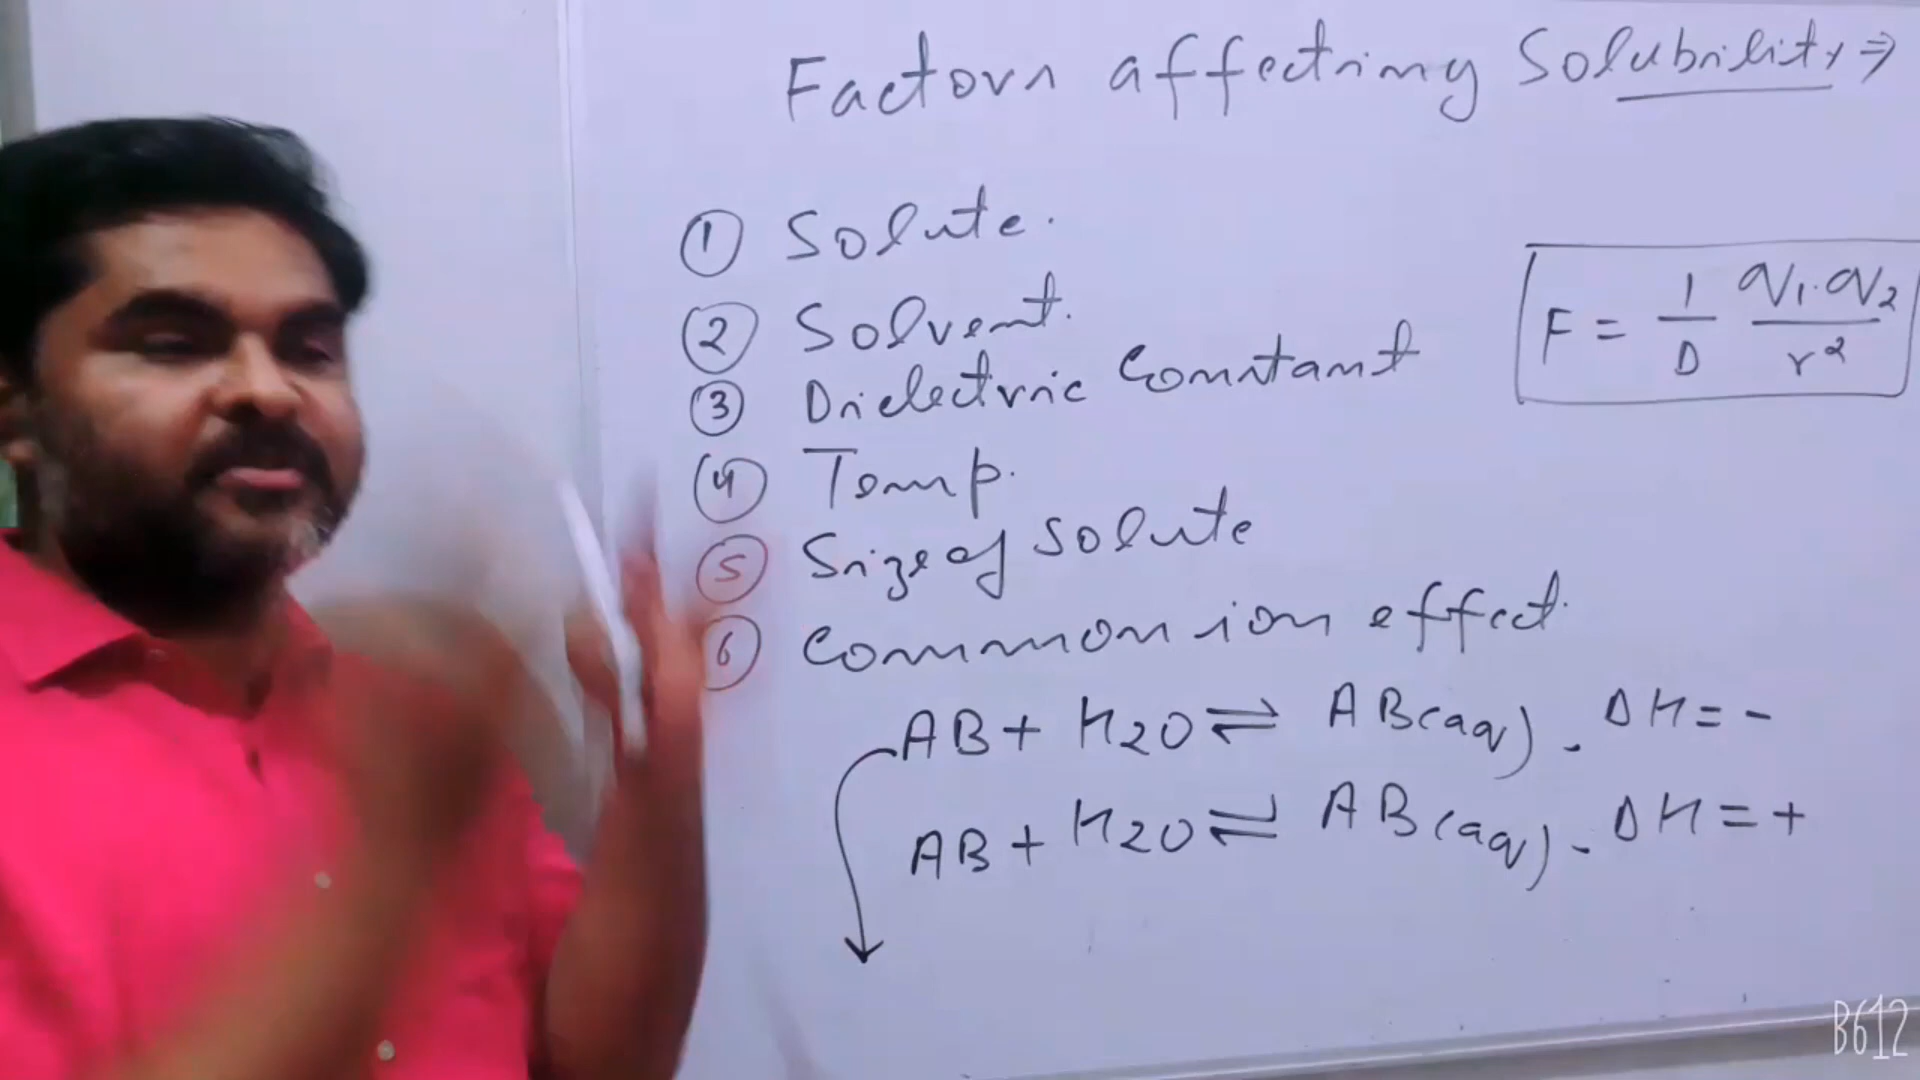 Factors affecting Solubility ⇒
① Solute.
② Solvent.
③ Dielectric Constant
④ Temp.
⑤ Size of Solute
⑥ Common ion effect.
F = 1/D q1.q2/r²
AB + H2O ⇌ AB(aq). ΔH = -
AB + H2O ⇌ AB(aq). ΔH = +
B612